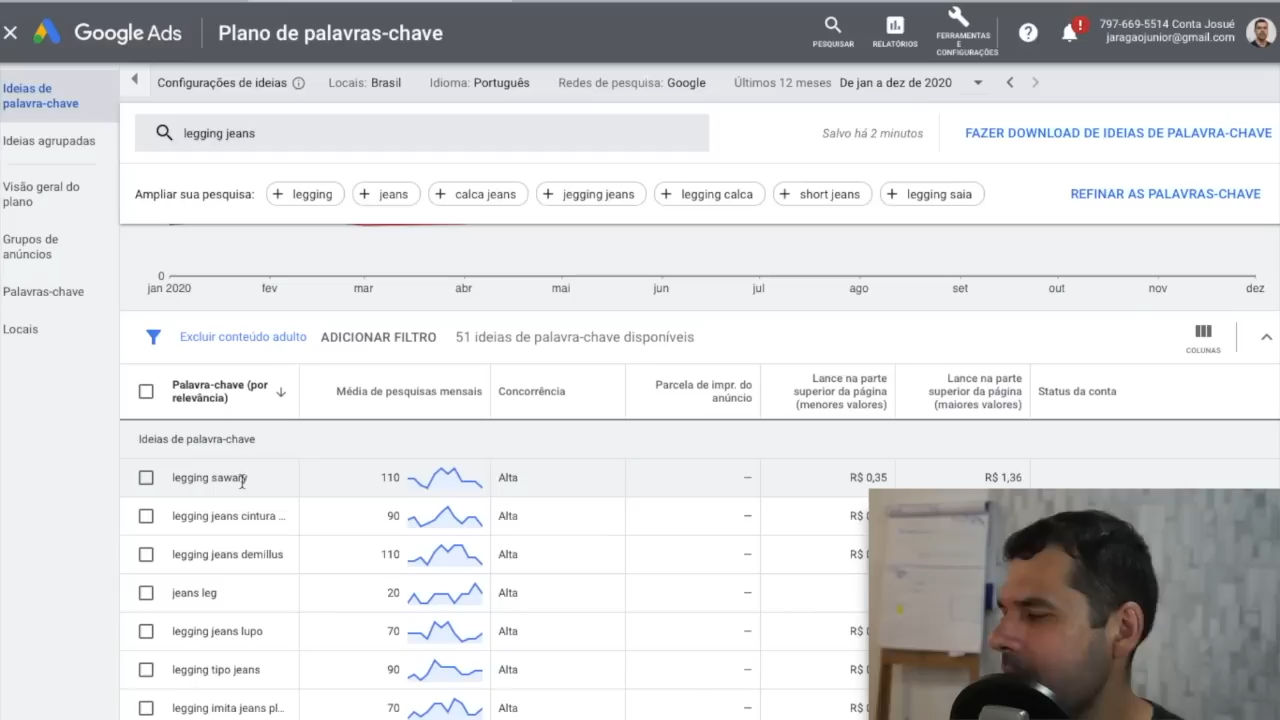 Google Ads
Plano de palavras-chave
PESQUISAR
RELATÓRIOS
FERRAMENTAS
E
CONFIGURAÇÕES
?
!
797-669-5514 Conta Josué
jaragaojunior@gmail.com
Ideias de
palavra-chave
Ideias agrupadas
Visão geral do
plano
Grupos de
anúncios
Palavras-chave
Locais
Configurações de ideias
Locais: Brasil
Idioma: Português
Redes de pesquisa: Google
Últimos 12 meses De jan a dez de 2020
legging jeans
Salvo há 2 minutos
FAZER DOWNLOAD DE IDEIAS DE PALAVRA-CHAVE
Ampliar sua pesquisa:
+ legging
+ jeans
+ calca jeans
+ jegging jeans
+ legging calca
+ short jeans
+ legging saia
REFINAR AS PALAVRAS-CHAVE
0
jan 2020 fev mar abr mai jun jul ago set out nov dez
Excluir conteúdo adulto
ADICIONAR FILTRO
51 ideias de palavra-chave disponíveis
COLUNAS
Palavra-chave (por
relevância)
Média de pesquisas mensais
Concorrência
Parcela de impr. do
anúncio
Lance na parte
superior da página
(menores valores)
Lance na parte
superior da página
(maiores valores)
Status da conta
Ideias de palavra-chave
legging sawary 110 Alta – R$ 0,35 R$ 1,36
legging jeans cintura ... 90 Alta – R$
legging jeans demillus 110 Alta – R$
jeans leg 20 Alta –
legging jeans lupo 70 Alta – R$
legging tipo jeans 90 Alta – R$
legging imita jeans pl... 70 Alta – R$